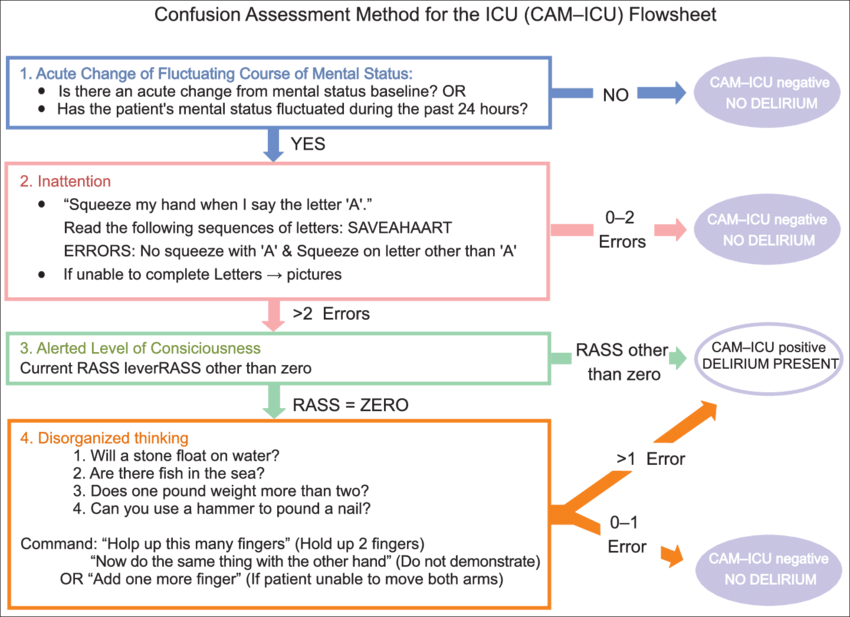 Confusion Assessment Method for the ICU (CAM–ICU) Flowsheet
1. Acute Change of Fluctuating Course of Mental Status:
• Is there an acute change from mental status baseline? OR
• Has the patient's mental status fluctuated during the past 24 hours?
NO
CAM–ICU negative
NO DELIRIUM
YES
2. Inattention
• “Squeeze my hand when I say the letter 'A'.”
Read the following sequences of letters: SAVEAHAART
ERRORS: No squeeze with 'A' & Squeeze on letter other than 'A'
• If unable to complete Letters → pictures
0–2
Errors
CAM–ICU negative
NO DELIRIUM
>2 Errors
3. Alerted Level of Consiciousness
Current RASS leverRASS other than zero
RASS other
than zero
CAM–ICU positive
DELIRIUM PRESENT
RASS = ZERO
4. Disorganized thinking
1. Will a stone float on water?
2. Are there fish in the sea?
3. Does one pound weight more than two?
4. Can you use a hammer to pound a nail?
Command: “Holp up this many fingers” (Hold up 2 fingers)
“Now do the same thing with the other hand” (Do not demonstrate)
OR “Add one more finger” (If patient unable to move both arms)
>1 Error
0–1
Error
CAM–ICU negative
NO DELIRIUM